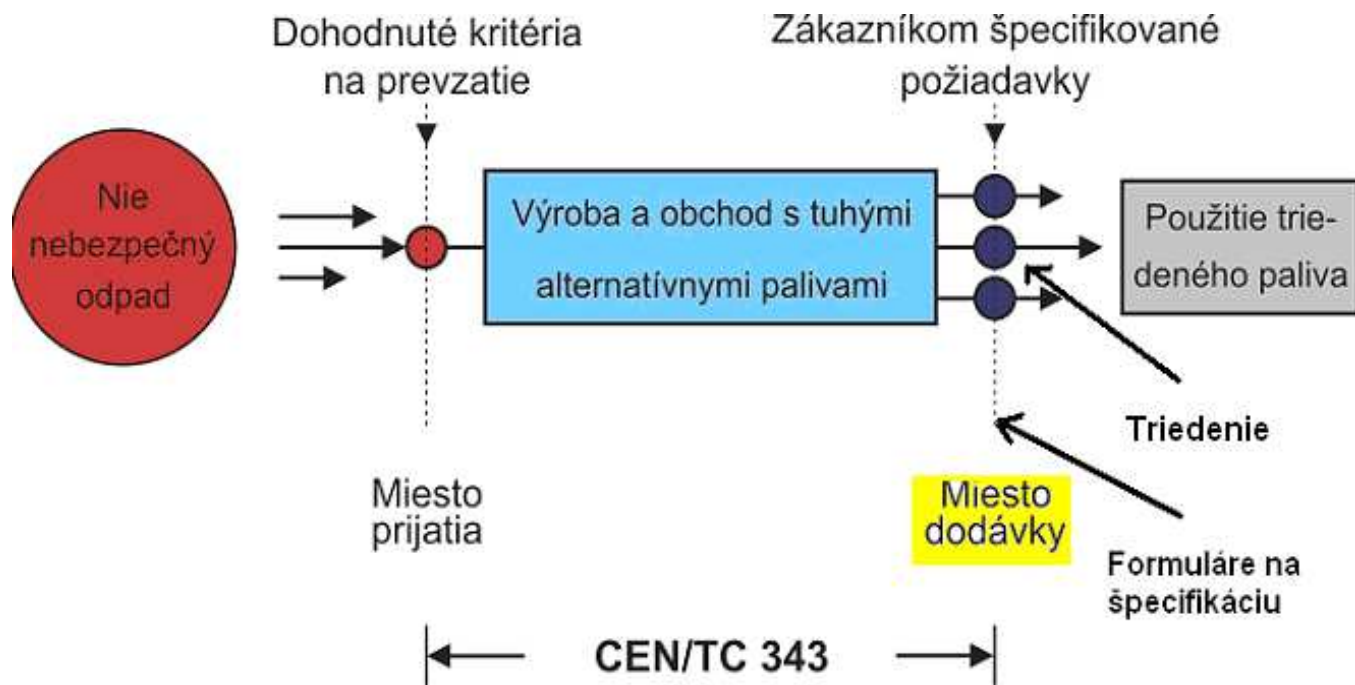 Dohodnuté kritéria
na prevzatie
Zákazníkom špecifikované
požiadavky
Nie
nebezpečný
odpad
Výroba a obchod s tuhými
alternatívnymi palivami
Použitie trie-
deného paliva
Triedenie
Miesto
prijatia
Miesto
dodávky
Formuláre na
špecifikáciu
CEN/TC 343